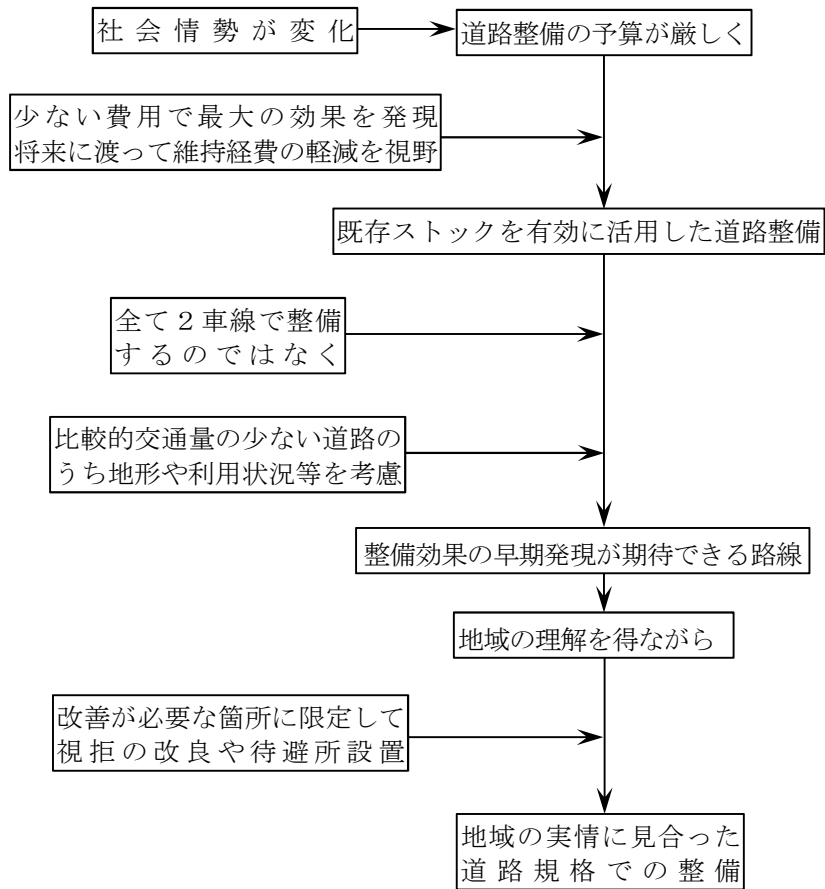 社会情勢が変化
道路整備の予算が厳しく
少ない費用で最大の効果を発現
将来に渡って維持経費の軽減を視野
既存ストックを有効に活用した道路整備
全て２車線で整備
するのではなく
比較的交通量の少ない道路の
うち地形や利用状況等を考慮
整備効果の早期発現が期待できる路線
地域の理解を得ながら
改善が必要な箇所に限定して
視拒の改良や待避所設置
地域の実情に見合った
道路規格での整備